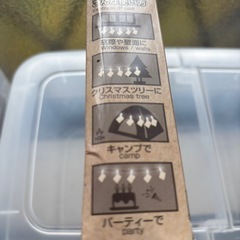 窓際や壁面に
Windows / walls
クリスマスツリーに
Christmas tree
キャンプで
camp
パーティーで
party